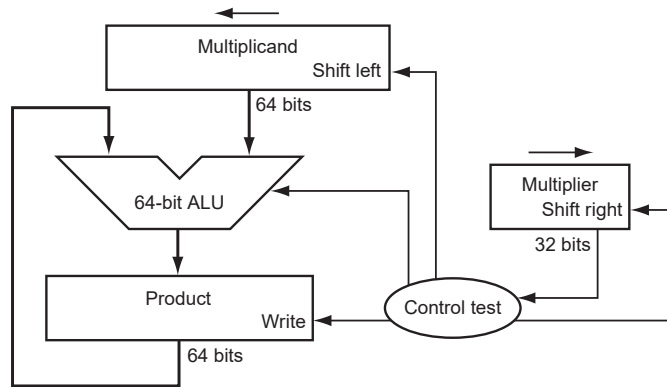 Multiplicand
Shift left
64 bits
64-bit ALU
Multiplier
Shift right
32 bits
Product
Write
Control test
64 bits